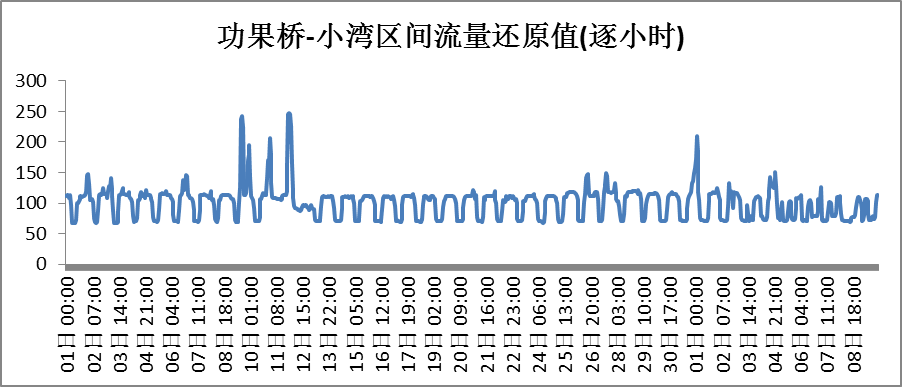 功果桥-小湾区间流量还原值(逐小时)
300
250
200
150
100
50
0
01日 00:00
02日 07:00
03日 14:00
04日 21:00
06日 04:00
07日 11:00
08日 18:00
10日 01:00
11日 08:00
12日 15:00
13日 22:00
15日 05:00
16日 12:00
17日 19:00
19日 02:00
20日 09:00
21日 16:00
22日 23:00
24日 06:00
25日 13:00
26日 20:00
28日 03:00
29日 10:00
30日 17:00
01日 00:00
02日 07:00
03日 14:00
04日 21:00
06日 04:00
07日 11:00
08日 18:00